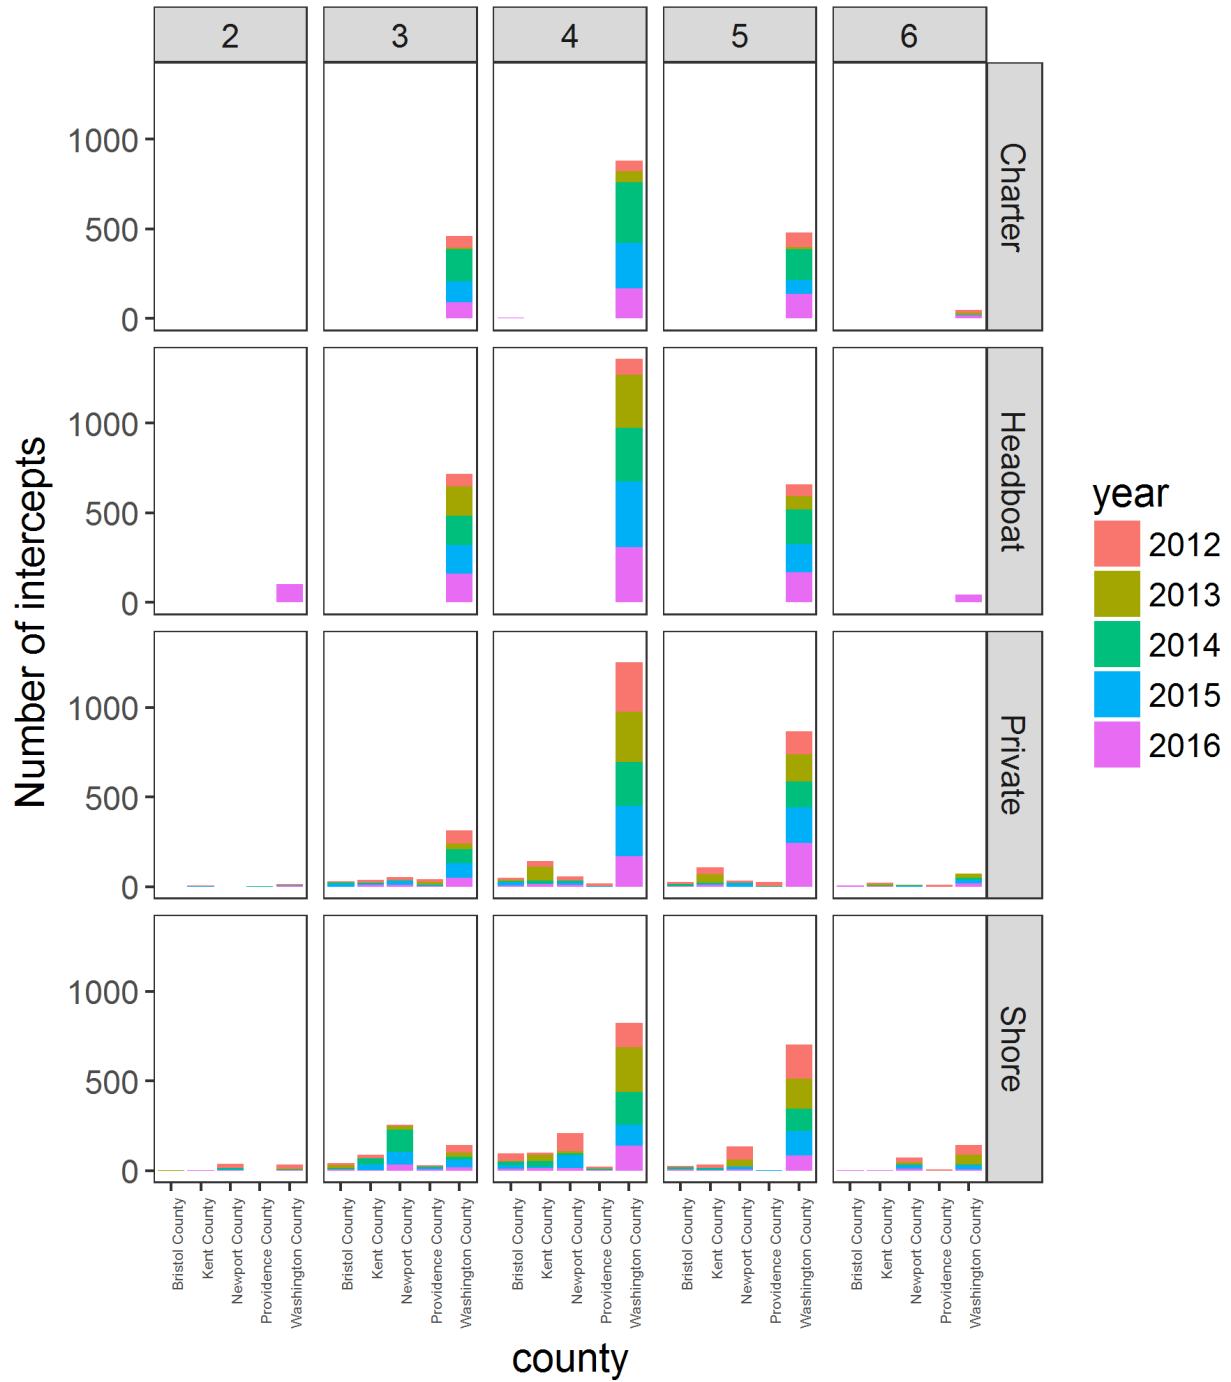 2 3 4 5 6
1000
500
0
Charter
1000
500
0
Headboat
1000
500
0
Private
1000
500
0
Shore
Number of intercepts
Bristol County Kent County Newport County Providence County Washington County
Bristol County Kent County Newport County Providence County Washington County
Bristol County Kent County Newport County Providence County Washington County
Bristol County Kent County Newport County Providence County Washington County
Bristol County Kent County Newport County Providence County Washington County
county
year
2012
2013
2014
2015
2016